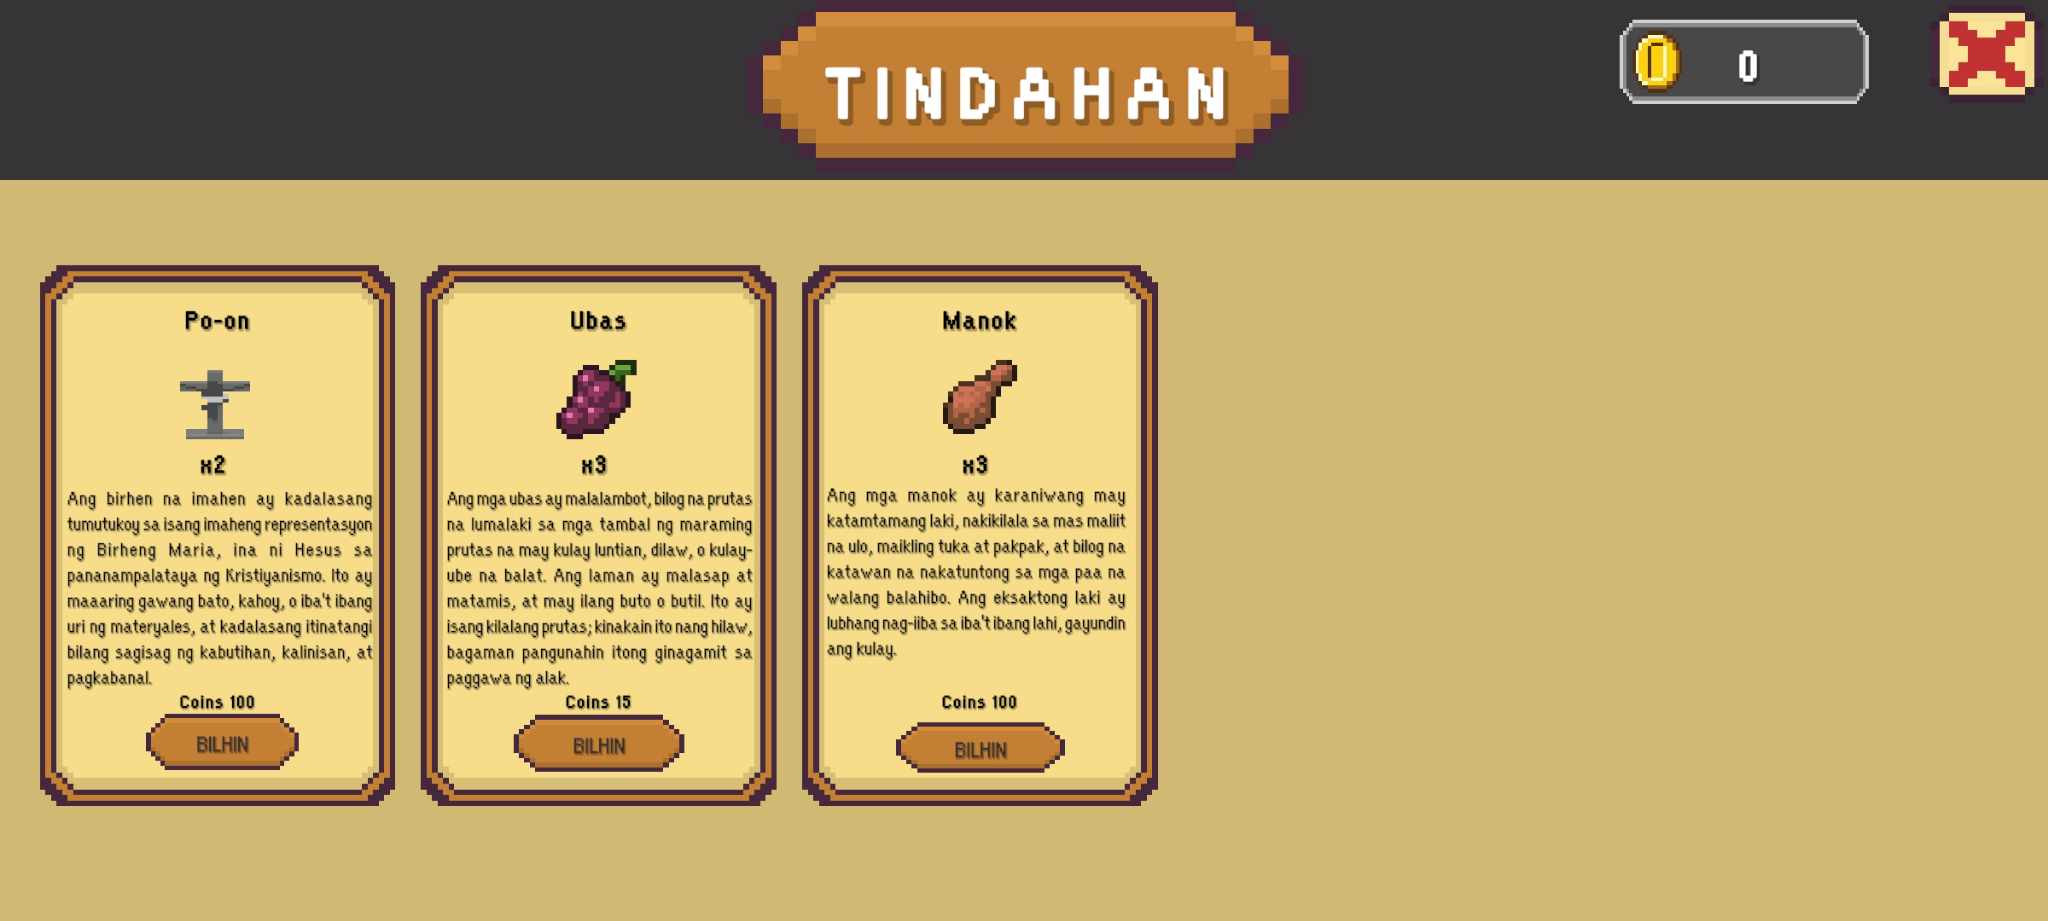 TINDAHAN
0
Po-on
x2
Ang birhen na imahen ay kadalasang
tumutukoy sa isang imaheng representasyon
ng Birheng Maria, ina ni Hesus sa
pananampalataya ng Kristiyanismo. Ito ay
maaaring gawang bato, kahoy, o iba't ibang
uri ng materyales, at kadalasang itinatangi
bilang sagisag ng kabutihan, kalinisan, at
pagkabanal.
Coins 100
BILHIN
Ubas
x3
Ang mga ubas ay malalambot, bilog na prutas
na lumalaki sa mga tambal ng maraming
prutas na may kulay luntian, dilaw, o kulay-
ube na balat. Ang laman ay malasap at
matamis, at may ilang buto o butil. Ito ay
isang kilalang prutas; kinakain ito nang hilaw,
bagaman pangunahin itong ginagamit sa
paggawa ng alak.
Coins 15
BILHIN
Manok
x3
Ang mga manok ay karaniwang may
katamtamang laki, nakikilala sa mas maliit
na ulo, maikling tuka at pakpak, at bilog na
katawan na nakatuntong sa mga paa na
walang balahibo. Ang eksaktong laki ay
lubhang nag-iiba sa iba't ibang lahi, gayundin
ang kulay.
Coins 100
BILHIN